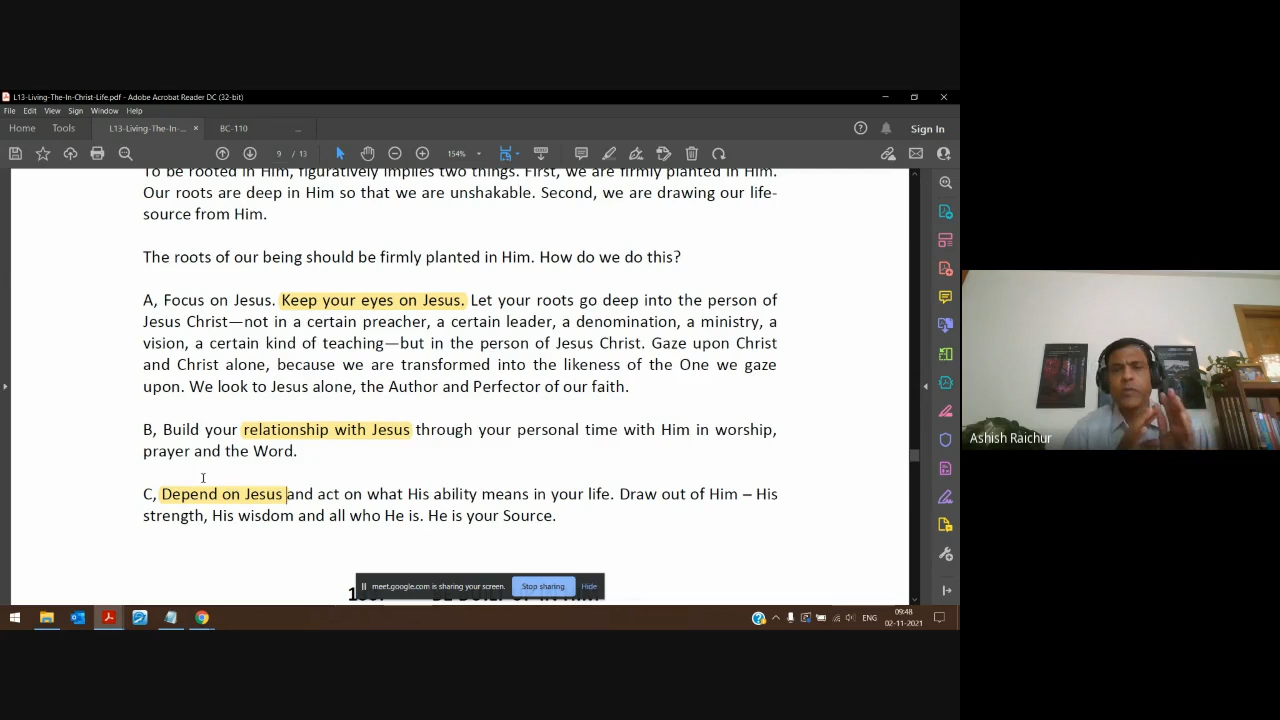 L13-Living-The-In-Christ-Life.pdf - Adobe Acrobat Reader DC (32-bit)
File Edit View Sign Window Help
Home Tools L13-Living-The-In-... × BC-110 ... Sign In
9 / 13 154%
To be rooted in Him, figuratively implies two things. First, we are firmly planted in Him.
Our roots are deep in Him so that we are unshakable. Second, we are drawing our life-
source from Him.
The roots of our being should be firmly planted in Him. How do we do this?
A, Focus on Jesus. Keep your eyes on Jesus. Let your roots go deep into the person of
Jesus Christ—not in a certain preacher, a certain leader, a denomination, a ministry, a
vision, a certain kind of teaching—but in the person of Jesus Christ. Gaze upon Christ
and Christ alone, because we are transformed into the likeness of the One we gaze
upon. We look to Jesus alone, the Author and Perfector of our faith.
B, Build your relationship with Jesus through your personal time with Him in worship,
prayer and the Word.
C, Depend on Jesus and act on what His ability means in your life. Draw out of Him – His
strength, His wisdom and all who He is. He is your Source.
meet.google.com is sharing your screen. Stop sharing Hide
ENG
09:48
02-11-2021
Ashish Raichur